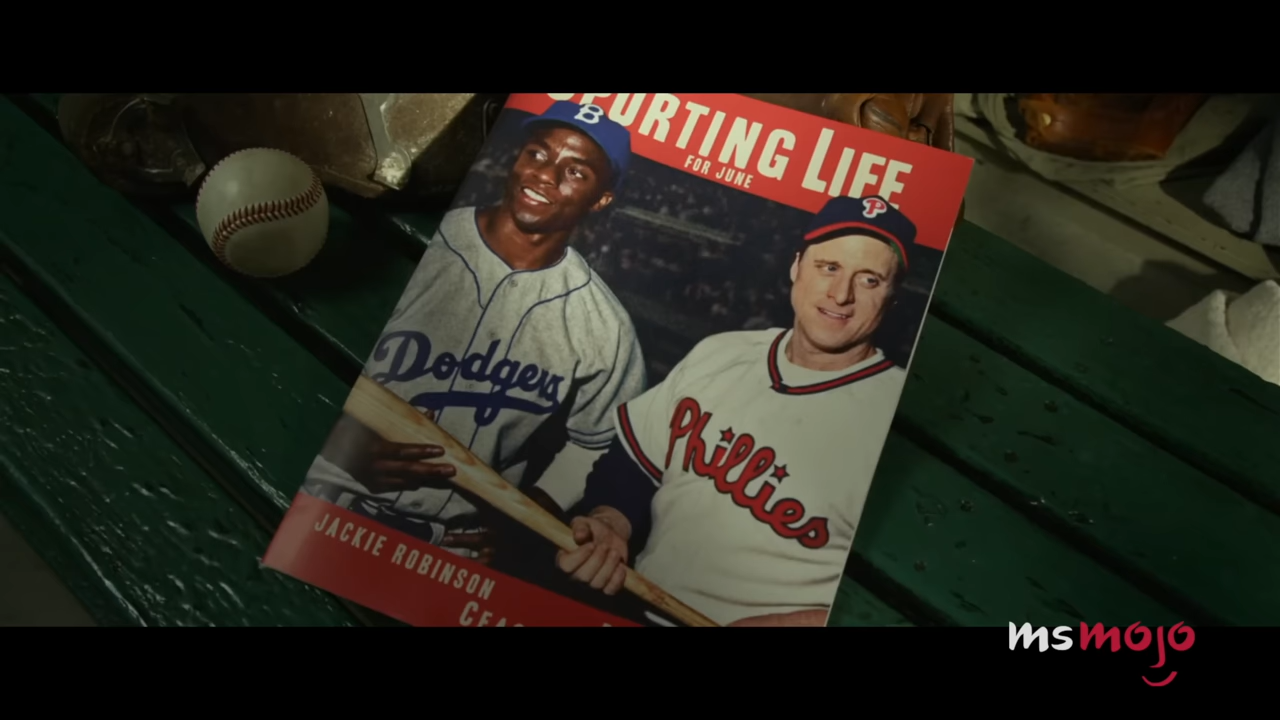 SPORTING LIFE
FOR JUNE
B
P
Dodgers
Phillies
JACKIE ROBINSON
msmojo